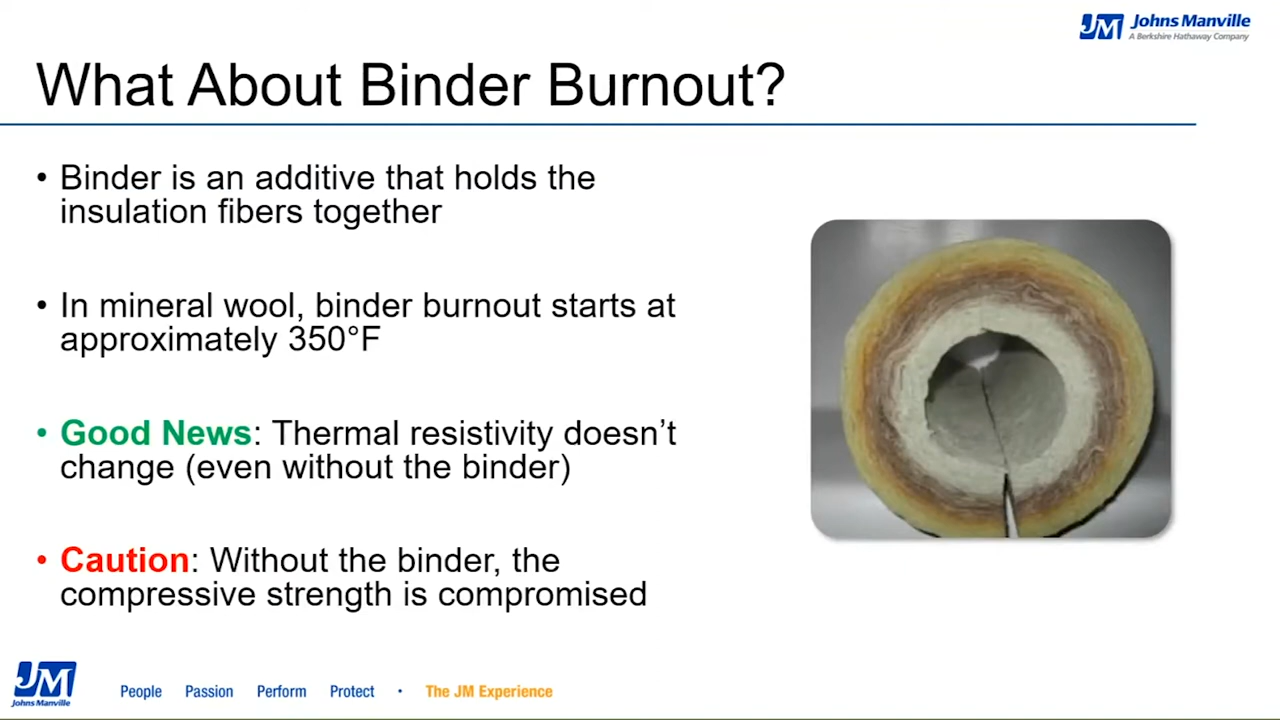 JM Johns Manville
A Berkshire Hathaway Company
What About Binder Burnout?
• Binder is an additive that holds the
insulation fibers together
• In mineral wool, binder burnout starts at
approximately 350°F
• Good News: Thermal resistivity doesn’t
change (even without the binder)
• Caution: Without the binder, the
compressive strength is compromised
JM
Johns Manville
People Passion Perform Protect • The JM Experience